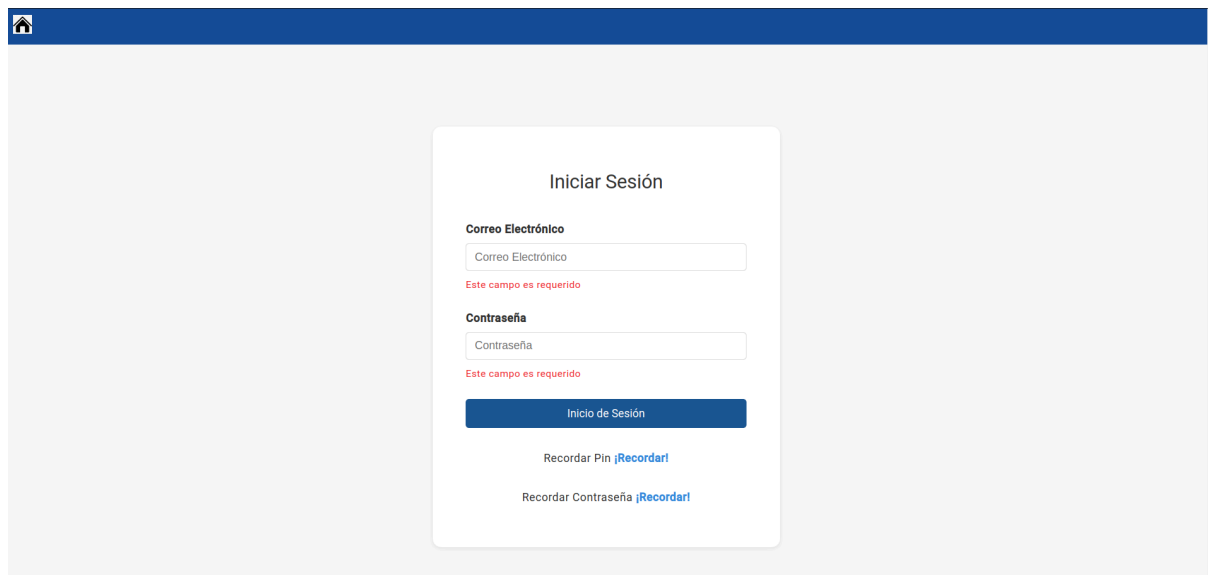 Iniciar Sesión
Correo Electrónico
Correo Electrónico
Este campo es requerido
Contraseña
Contraseña
Este campo es requerido
Inicio de Sesión
Recordar Pin ¡Recordar!
Recordar Contraseña ¡Recordar!